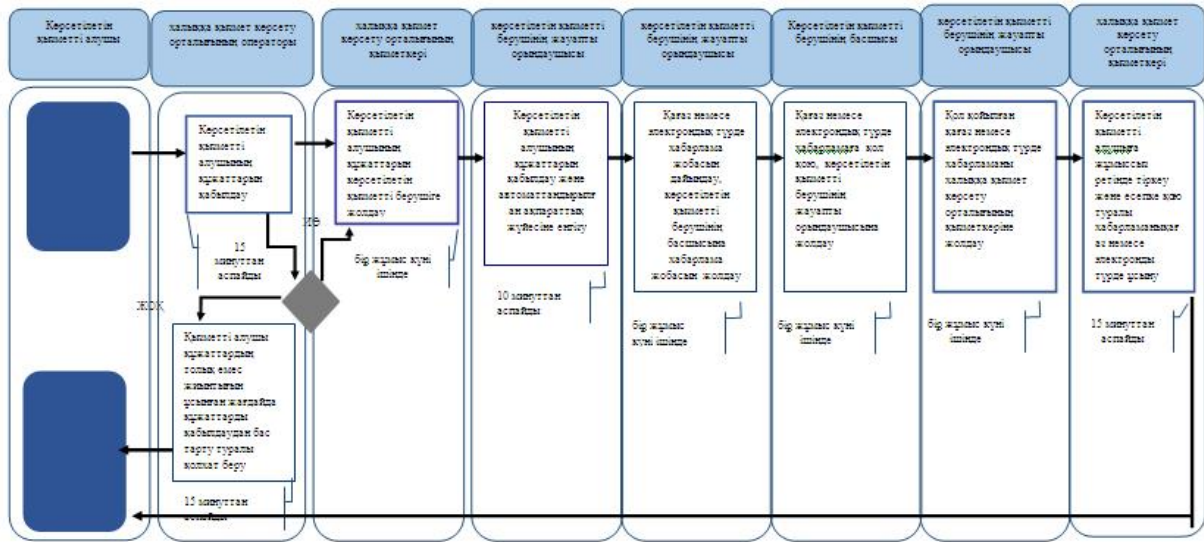 Көрсетілетін
қызметті алушы
халыққа қызмет көрсету
орталығының операторы
халыққа қызмет
көрсету орталығының
қызметкері
көрсетілетін қызметті
берушінің жауапты
орындаушысы
көрсетілетін қызметті
берушінің жауапты
орындаушысы
Көрсетілетін қызметті
берушінің басшысы
көрсетілетін қызметті
берушінің жауапты
орындаушысы
халыққа қызмет
көрсету
орталығының
қызметкері
Көрсетілетін
қызметті
алушының
құжаттарын
қабылдау
15
минуттан
аспайды
ЖОҚ
Қызметті алушы
құжаттардың
толық емес
жиынтығын
ұсынған жағдайда
құжаттарды
қабылдаудан бас
тарту туралы
қолхат беру
15 минуттан
аспайды
ИӘ
Көрсетілетін
қызметті
алушының
құжаттарын
көрсетілетін
қызметті берушіге
жолдау
бір жұмыс күні
ішінде
Көрсетілетін
қызметті
алушының
құжаттарын
қабылдау және
автоматтандырылғ
ан ақпараттық
жүйесіне енгізу
10 минуттан
аспайды
Қағаз немесе
электрондық түрде
хабарлама
жобасын
дайындау,
көрсетілетін
қызметті
берушінің
басшысына
хабарлама
жобасын жолдау
бір жұмыс
күні ішінде
Қағаз немесе
электрондық түрде
хабарламаға қол
қою, көрсетілетін
қызметті
берушінің
жауапты
орындаушысына
жолдау
бір жұмыс күні
ішінде
Қол қойылған
қағаз немесе
электрондық түрде
хабарламаны
халыққа қызмет
көрсету
орталығының
қызметкеріне
жолдау
бір жұмыс күні
ішінде
Көрсетілетін
қызметті
алушыға
жұмыссыз
ретінде тіркеу
және есепке қою
туралы
хабарламанықағ
аз немесе
электронды
түрде ұсыну
15 минуттан
аспайды